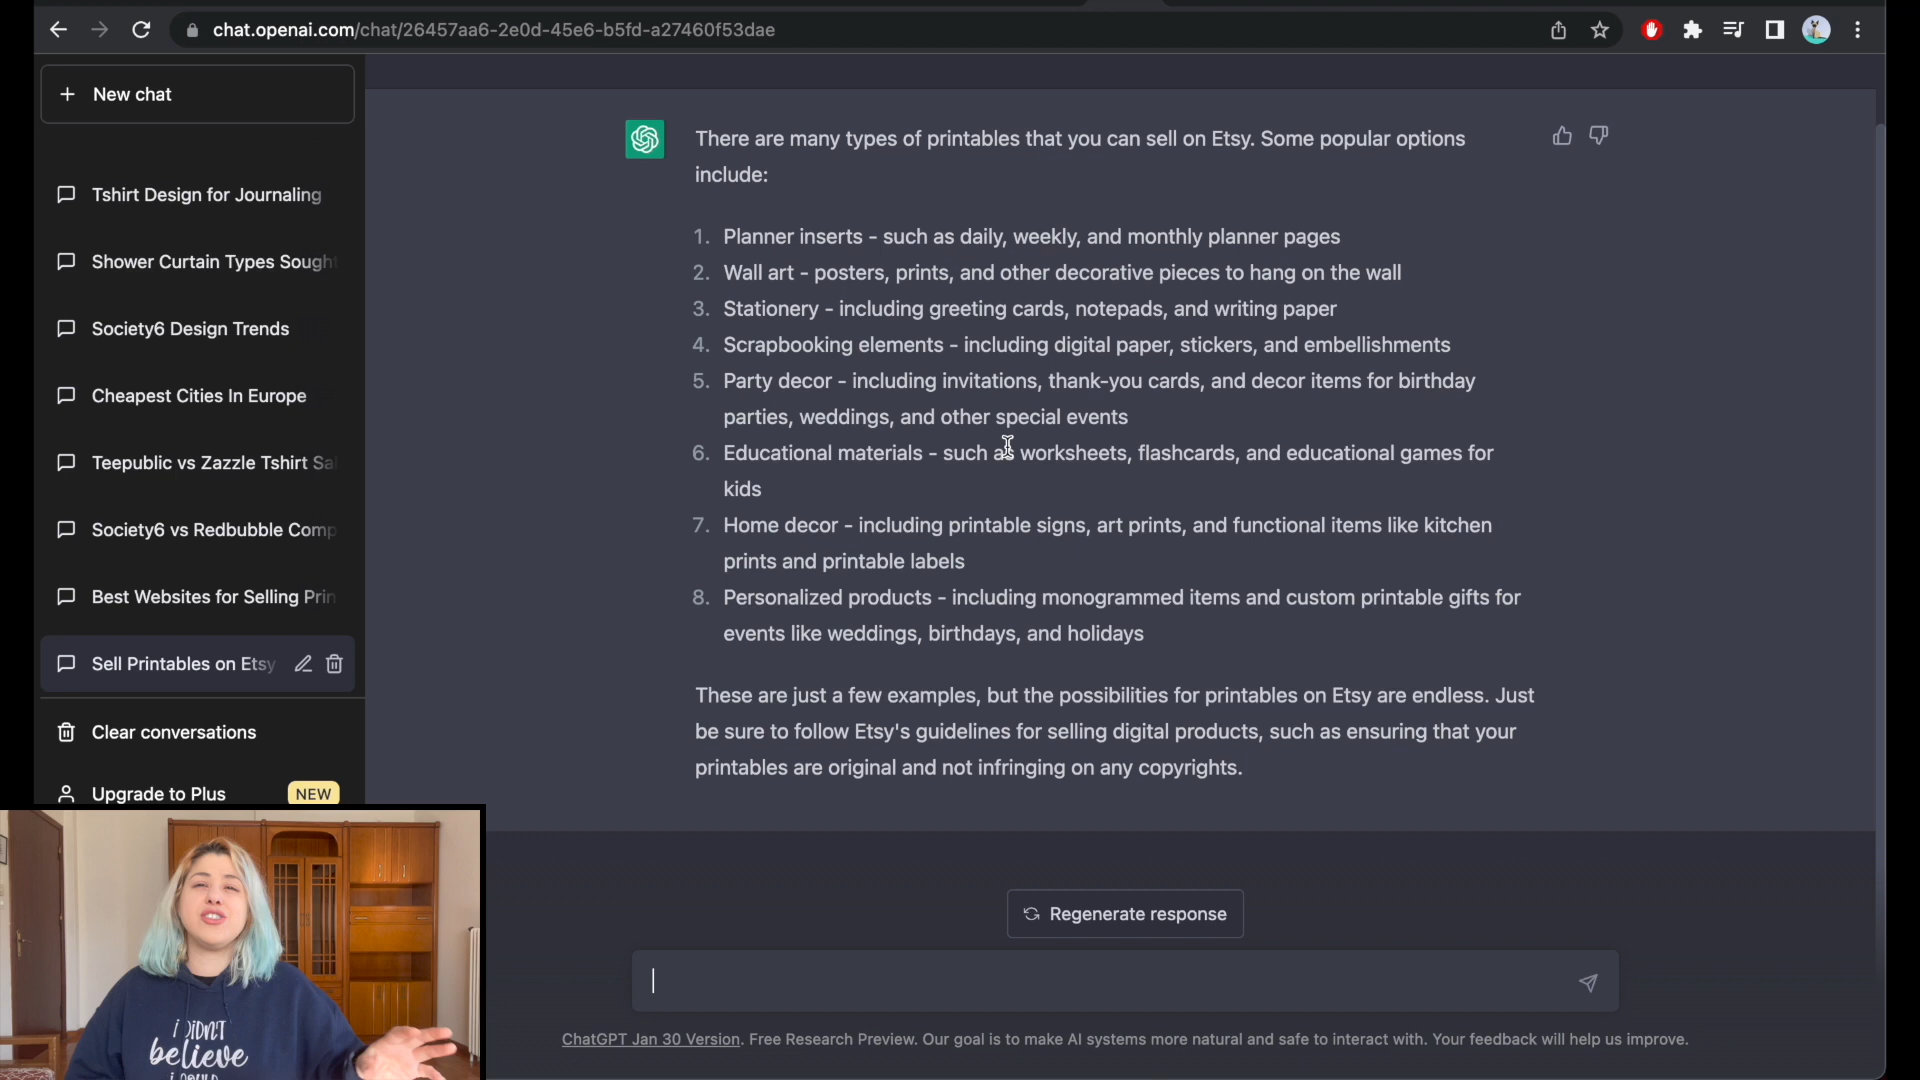 chat.openai.com/chat/26457aa6-2e0d-45e6-b5fd-a27460f53dae
New chat
Tshirt Design for Journaling
Shower Curtain Types Sought
Society6 Design Trends
Cheapest Cities In Europe
Teepublic vs Zazzle Tshirt Sa
Society6 vs Redbubble Comp
Best Websites for Selling Prin
Sell Printables on Etsy
Clear conversations
Upgrade to Plus NEW
There are many types of printables that you can sell on Etsy. Some popular options
include:
1. Planner inserts - such as daily, weekly, and monthly planner pages
2. Wall art - posters, prints, and other decorative pieces to hang on the wall
3. Stationery - including greeting cards, notepads, and writing paper
4. Scrapbooking elements - including digital paper, stickers, and embellishments
5. Party decor - including invitations, thank-you cards, and decor items for birthday
parties, weddings, and other special events
6. Educational materials - such as worksheets, flashcards, and educational games for
kids
7. Home decor - including printable signs, art prints, and functional items like kitchen
prints and printable labels
8. Personalized products - including monogrammed items and custom printable gifts for
events like weddings, birthdays, and holidays
These are just a few examples, but the possibilities for printables on Etsy are endless. Just
be sure to follow Etsy's guidelines for selling digital products, such as ensuring that your
printables are original and not infringing on any copyrights.
Regenerate response
ChatGPT Jan 30 Version. Free Research Preview. Our goal is to make AI systems more natural and safe to interact with. Your feedback will help us improve.
i DiDN'T
believe